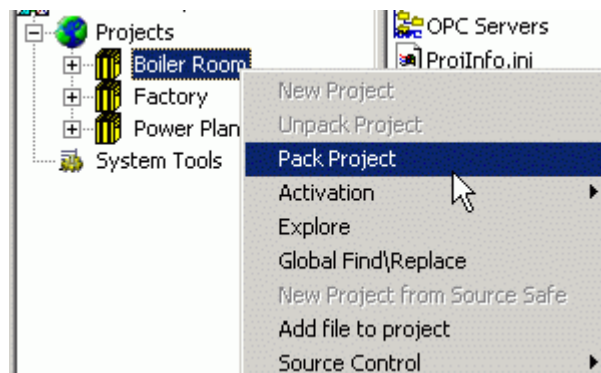 Projects
Boiler Room
Factory
Power Plan
System Tools
OPC Servers
ProjInfo.ini
New Project
Unpack Project
Pack Project
Activation
Explore
Global Find\Replace
New Project from Source Safe
Add file to project
Source Control